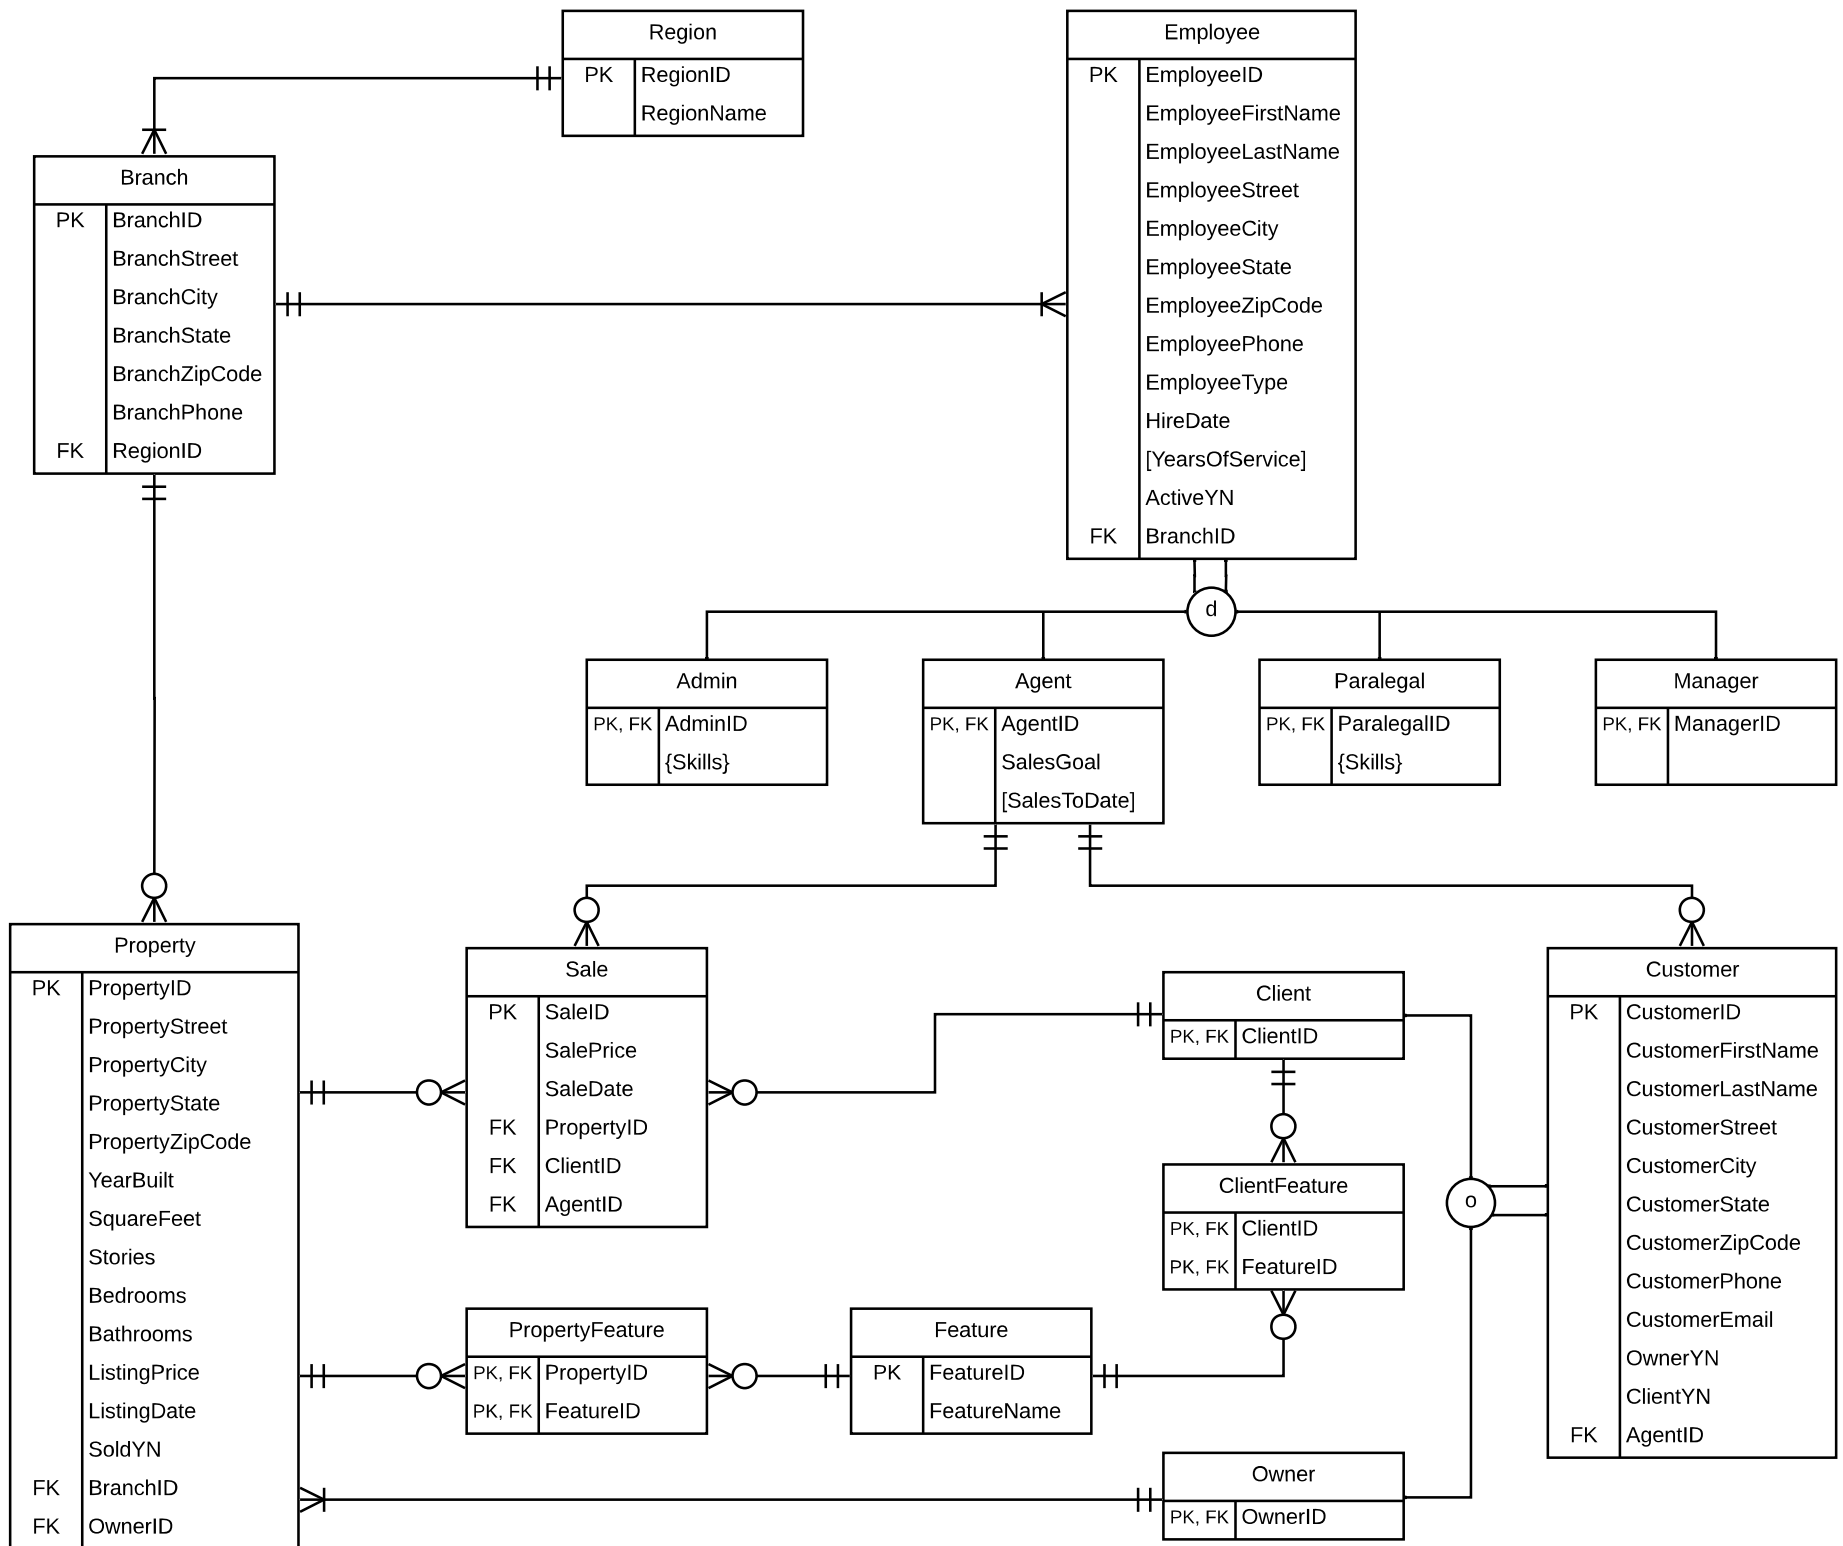 Region
PK RegionID
RegionName
Employee
PK EmployeeID
EmployeeFirstName
EmployeeLastName
EmployeeStreet
EmployeeCity
EmployeeState
EmployeeZipCode
EmployeePhone
EmployeeType
HireDate
[YearsOfService]
ActiveYN
FK BranchID
Branch
PK BranchID
BranchStreet
BranchCity
BranchState
BranchZipCode
BranchPhone
FK RegionID
d
Admin
PK, FK AdminID
{Skills}
Agent
PK, FK AgentID
SalesGoal
[SalesToDate]
Paralegal
PK, FK ParalegalID
{Skills}
Manager
PK, FK ManagerID
Property
PK PropertyID
PropertyStreet
PropertyCity
PropertyState
PropertyZipCode
YearBuilt
SquareFeet
Stories
Bedrooms
Bathrooms
ListingPrice
ListingDate
SoldYN
FK BranchID
FK OwnerID
Sale
PK SaleID
SalePrice
SaleDate
FK PropertyID
FK ClientID
FK AgentID
Client
PK, FK ClientID
ClientFeature
PK, FK ClientID
PK, FK FeatureID
o
Customer
PK CustomerID
CustomerFirstName
CustomerLastName
CustomerStreet
CustomerCity
CustomerState
CustomerZipCode
CustomerPhone
CustomerEmail
OwnerYN
ClientYN
FK AgentID
PropertyFeature
PK, FK PropertyID
PK, FK FeatureID
Feature
PK FeatureID
FeatureName
Owner
PK, FK OwnerID